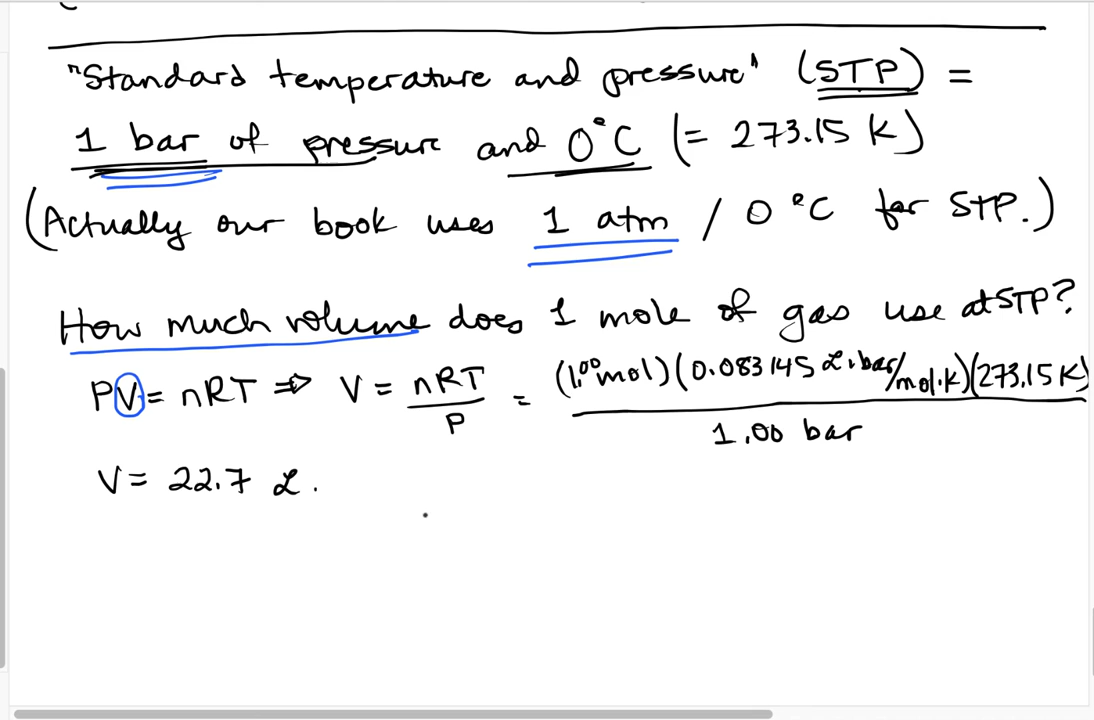 "Standard temperature and pressure" (STP) =
1 bar of pressure and 0°C (= 273.15 K)
(Actually our book uses 1 atm / 0 °C for STP.)
How much volume does 1 mole of gas use at STP?
PV = nRT ⇒ V = nRT/P = (1.00 mol)(0.083145 L·bar/mol·K)(273.15 K)/1.00 bar
V = 22.7 L.